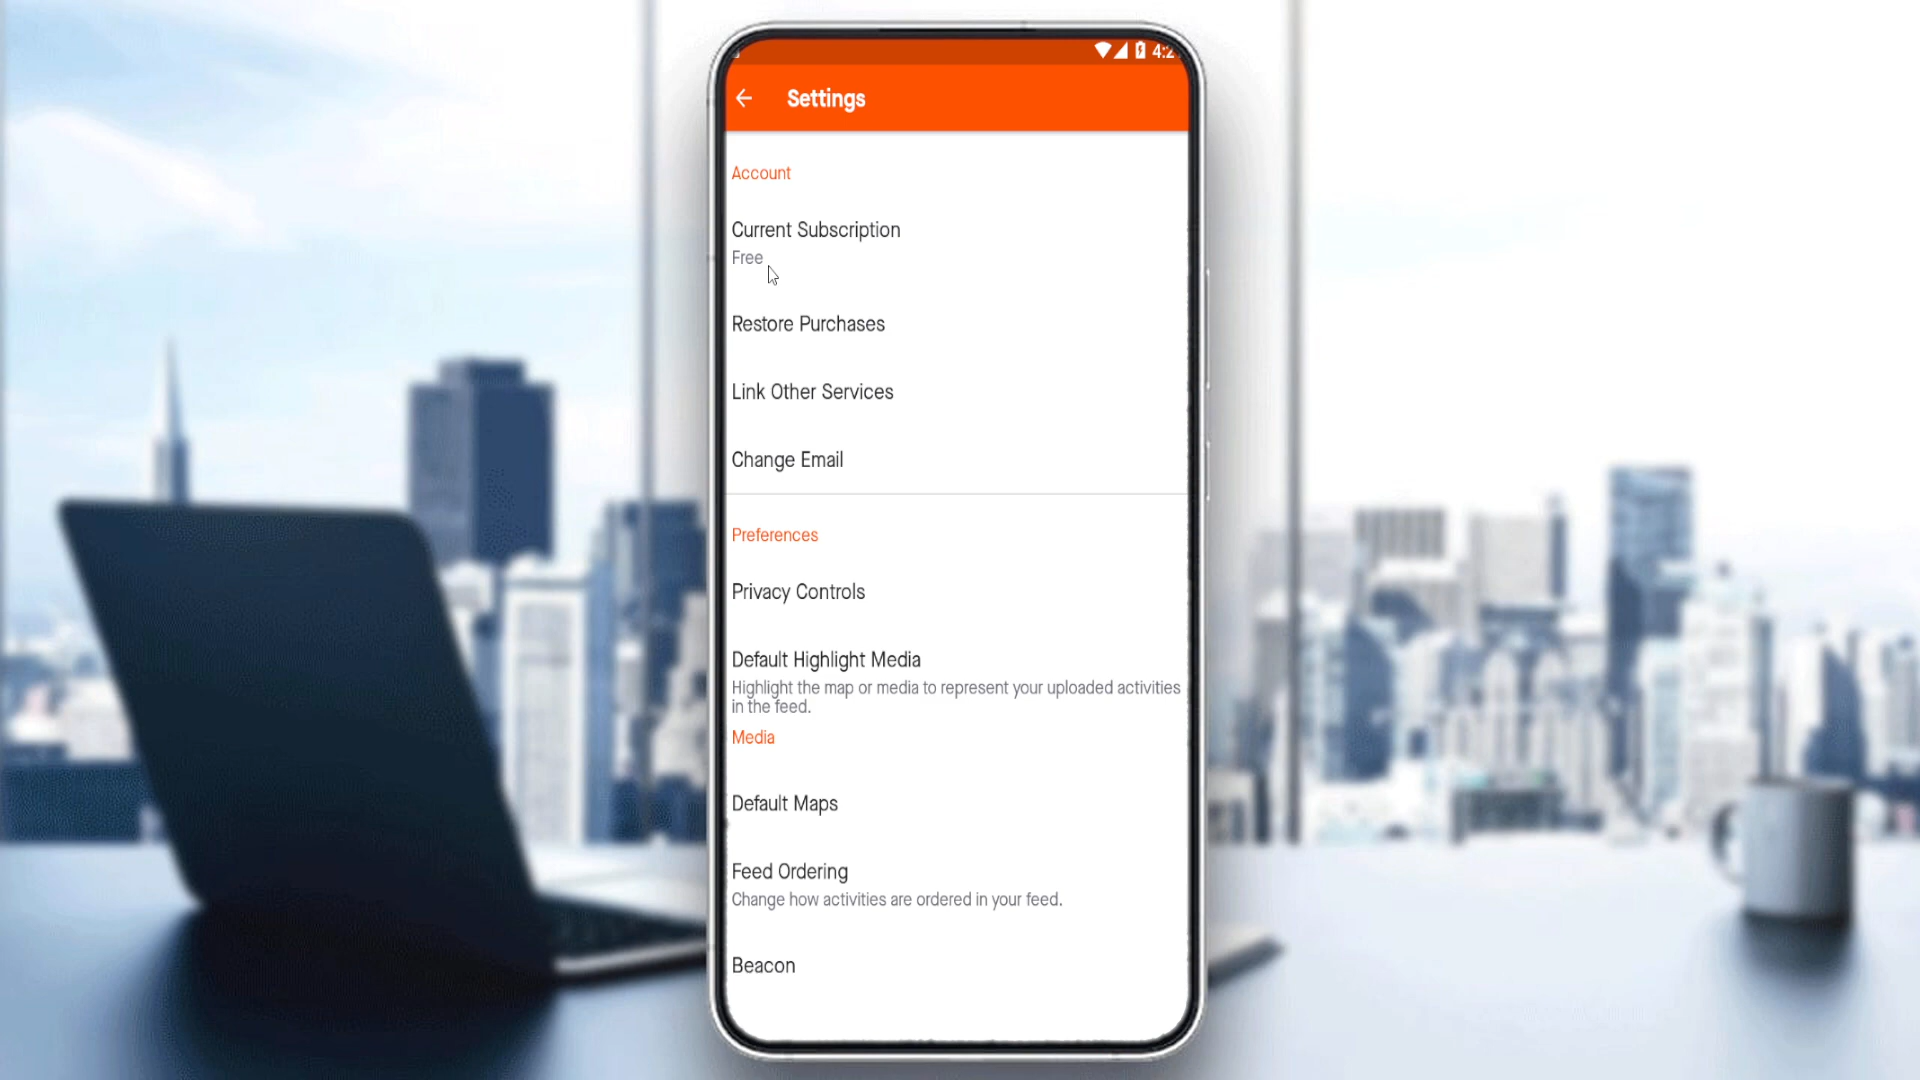 Settings
Account
Current Subscription
Free
Restore Purchases
Link Other Services
Change Email
Preferences
Privacy Controls
Default Highlight Media
Highlight the map or media to represent your uploaded activities
in the feed.
Media
Default Maps
Feed Ordering
Change how activities are ordered in your feed.
Beacon